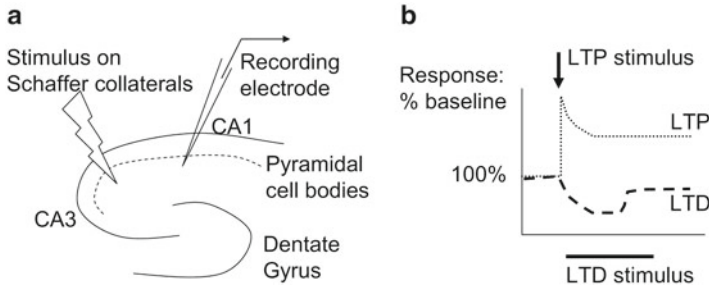 a
Stimulus on
Schaffer collaterals
Recording
electrode
CA1
Pyramidal
cell bodies
CA3
Dentate
Gyrus
b
LTP stimulus
Response:
% baseline
LTP
100%
LTD
LTD stimulus